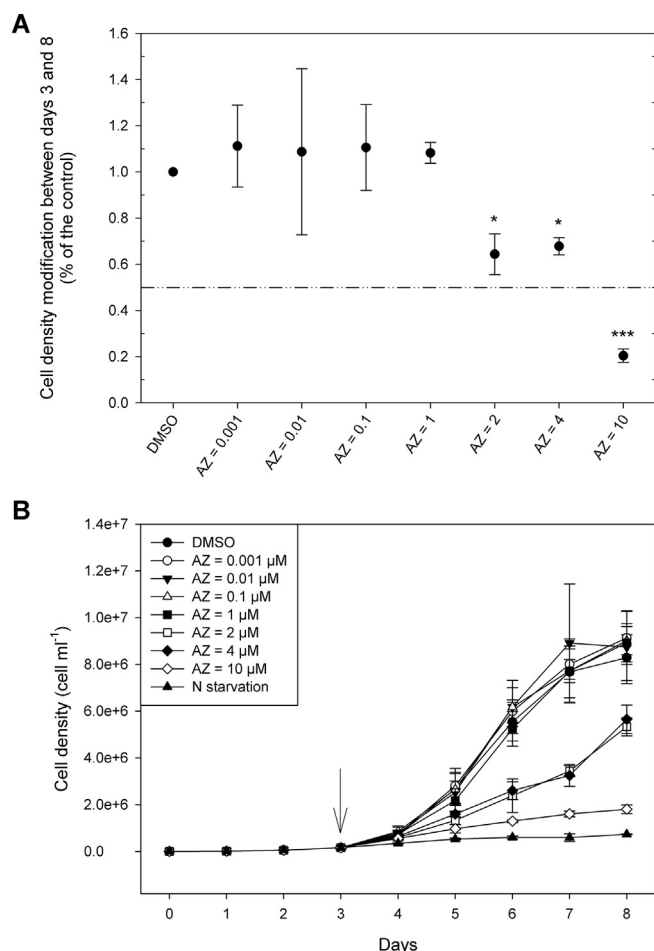 A
Cell density modification between days 3 and 8
(% of the control)
1.6
1.4
1.2
1.0
0.8
0.6
0.4
0.2
0.0
*
*
***
DMSO
AZ = 0.001
AZ = 0.01
AZ = 0.1
AZ = 1
AZ = 2
AZ = 4
AZ = 10
B
Cell density (cell ml⁻¹)
1.4e+7
1.2e+7
1.0e+7
8.0e+6
6.0e+6
4.0e+6
2.0e+6
0.0
DMSO
AZ = 0.001 µM
AZ = 0.01 µM
AZ = 0.1 µM
AZ = 1 µM
AZ = 2 µM
AZ = 4 µM
AZ = 10 µM
N starvation
0 1 2 3 4 5 6 7 8
Days